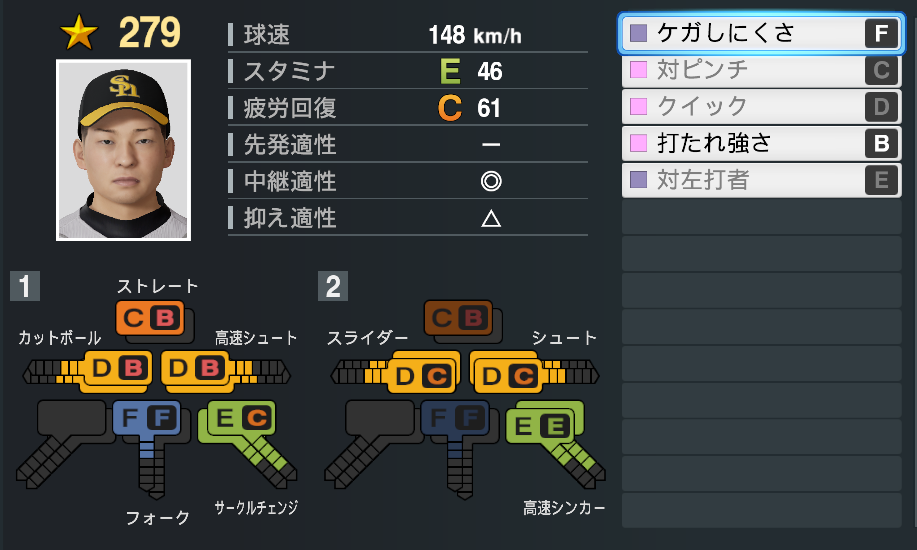 279
球速 148 km/h
スタミナ E 46
疲労回復 C 61
先発適性 ー
中継適性 ◎
抑え適性 △
SH
ケガしにくさ F
対ピンチ C
クイック D
打たれ強さ B
対左打者 E
1
ストレート
C B
カットボール
高速シュート
D B
D B
F F
E C
フォーク
サークルチェンジ
2
C B
スライダー
シュート
D C
D C
F F
E E
高速シンカー